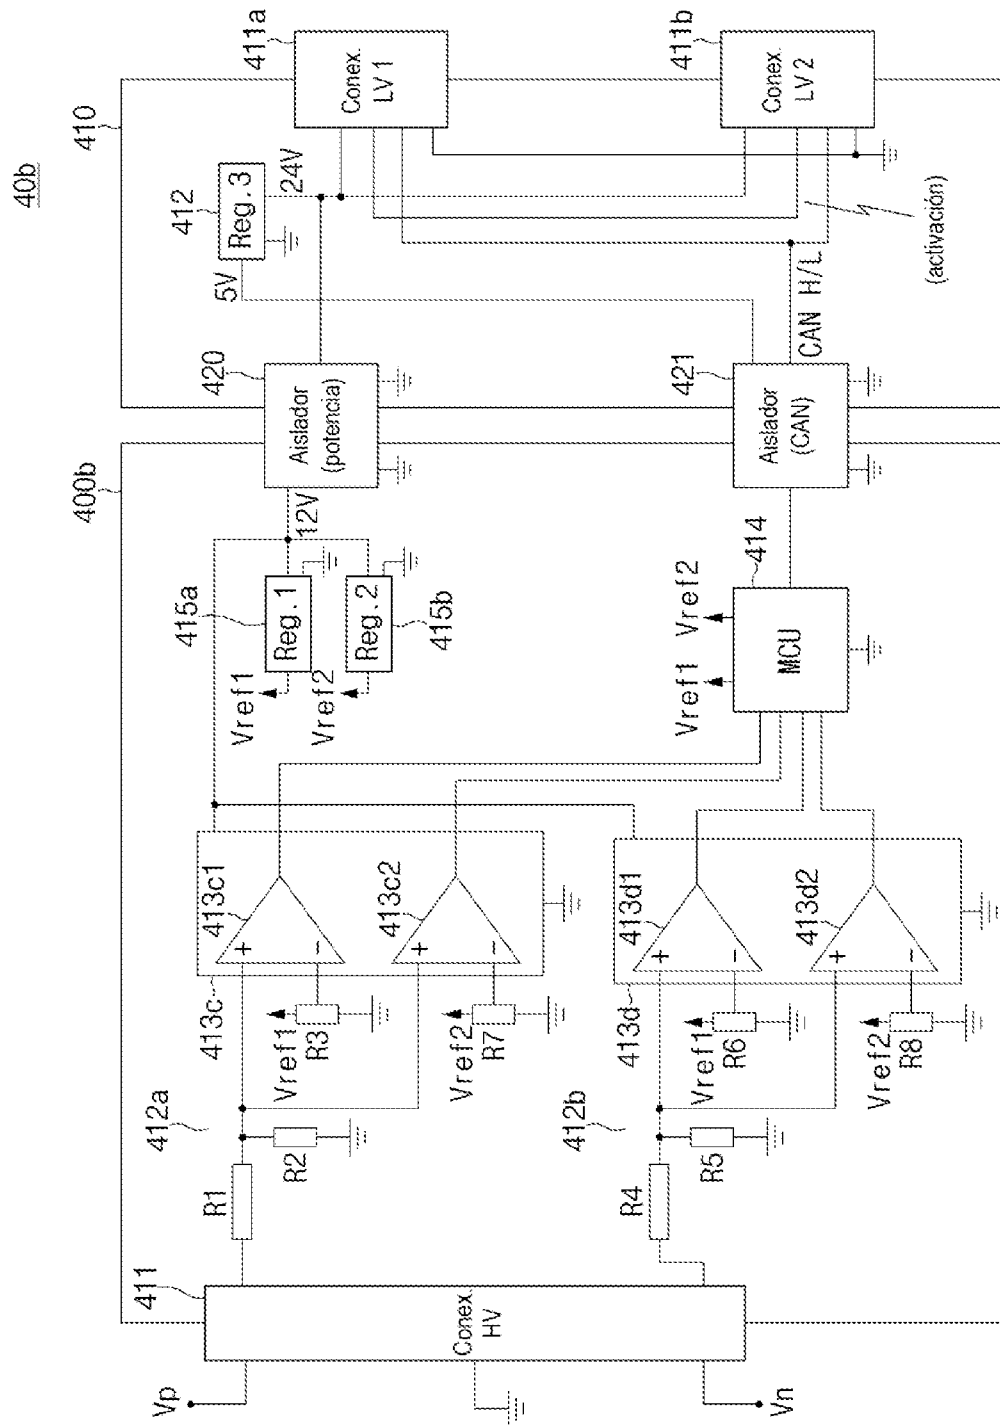 40b
400b
410
411
Vp
Conex.
HV
Vn
R1
412a
R2
413c
413c1
+
−
Vref1
R3
413c2
+
−
Vref2
R7
R4
412b
R5
413d
413d1
+
−
Vref1
R6
413d2
+
−
Vref2
R8
415a
Vref1
Reg.1
Vref2
Reg.2
415b
12V
Vref1
Vref2
414
MCU
420
Aislador
(potencia)
421
Aislador
(CAN)
5V
412
Reg.3
24V
CAN H/L
(activación)
411a
Conex.
LV 1
411b
Conex.
LV 2